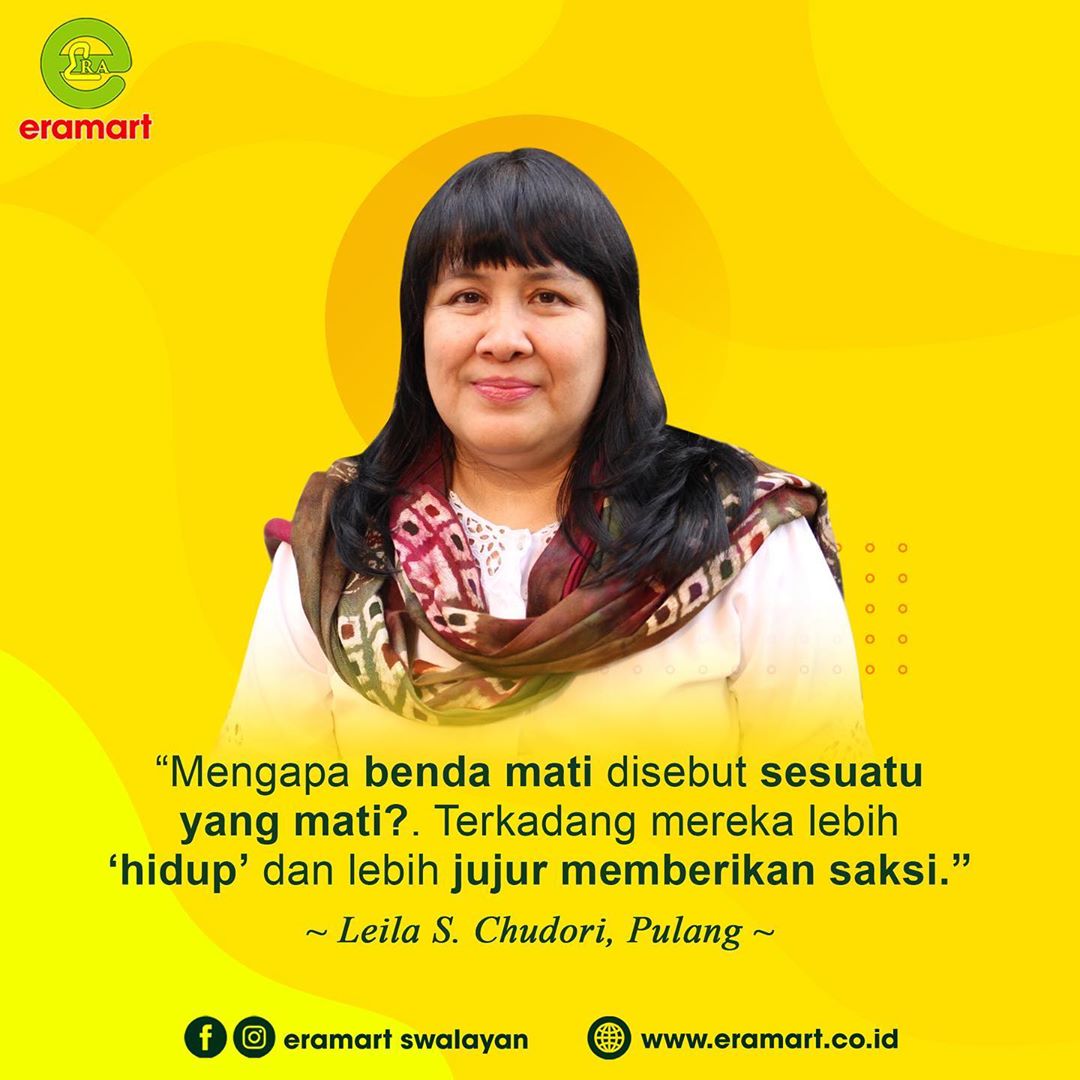 eRA
eramart
“Mengapa benda mati disebut sesuatu
yang mati?. Terkadang mereka lebih
‘hidup’ dan lebih jujur memberikan saksi.”
~ Leila S. Chudori, Pulang ~
eramart swalayan
www.eramart.co.id